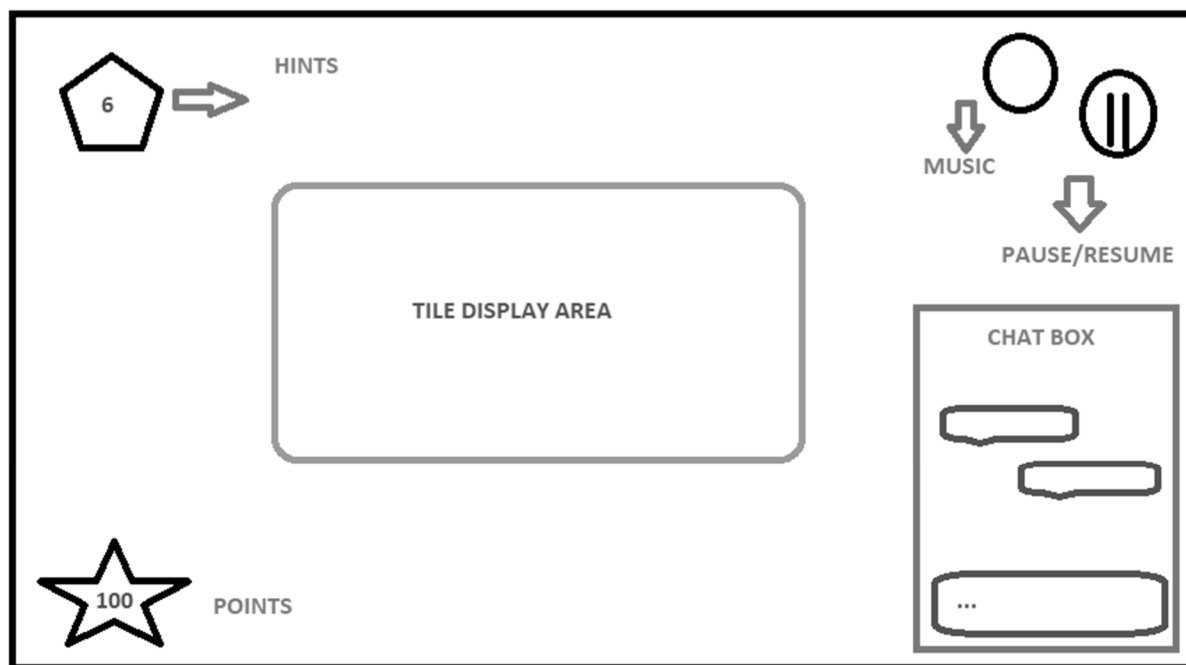 HINTS
6
MUSIC
PAUSE/RESUME
TILE DISPLAY AREA
CHAT BOX
...
100
POINTS